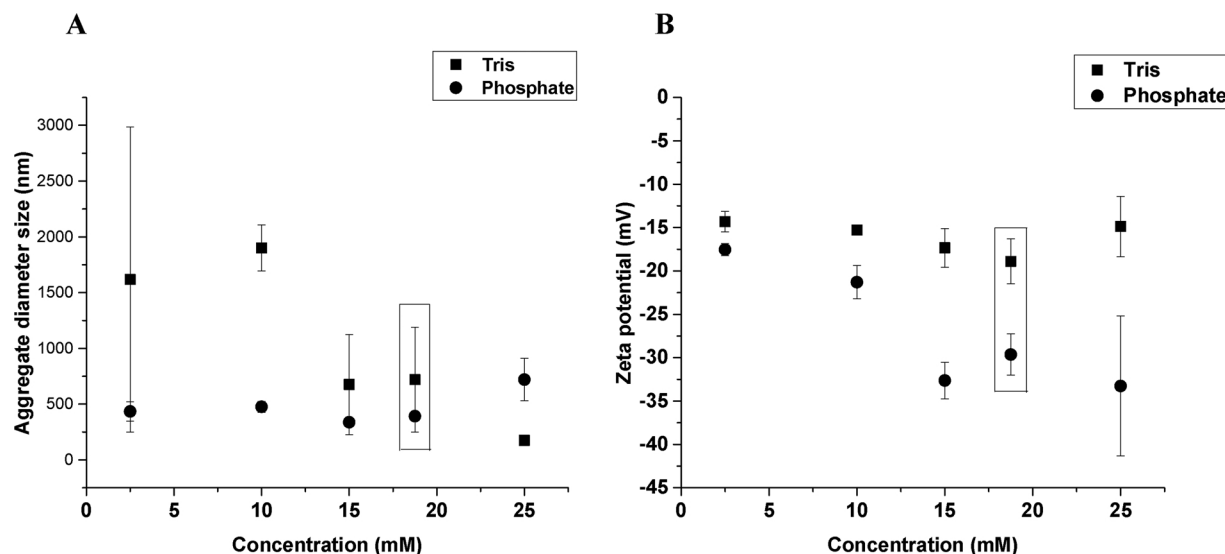 A
Tris
Phosphate
3000
2500
2000
1500
1000
500
0
Aggregate diameter size (nm)
0 5 10 15 20 25
Concentration (mM)
B
Tris
Phosphate
0
-5
-10
-15
-20
-25
-30
-35
-40
-45
Zeta potential (mV)
0 5 10 15 20 25
Concentration (mM)